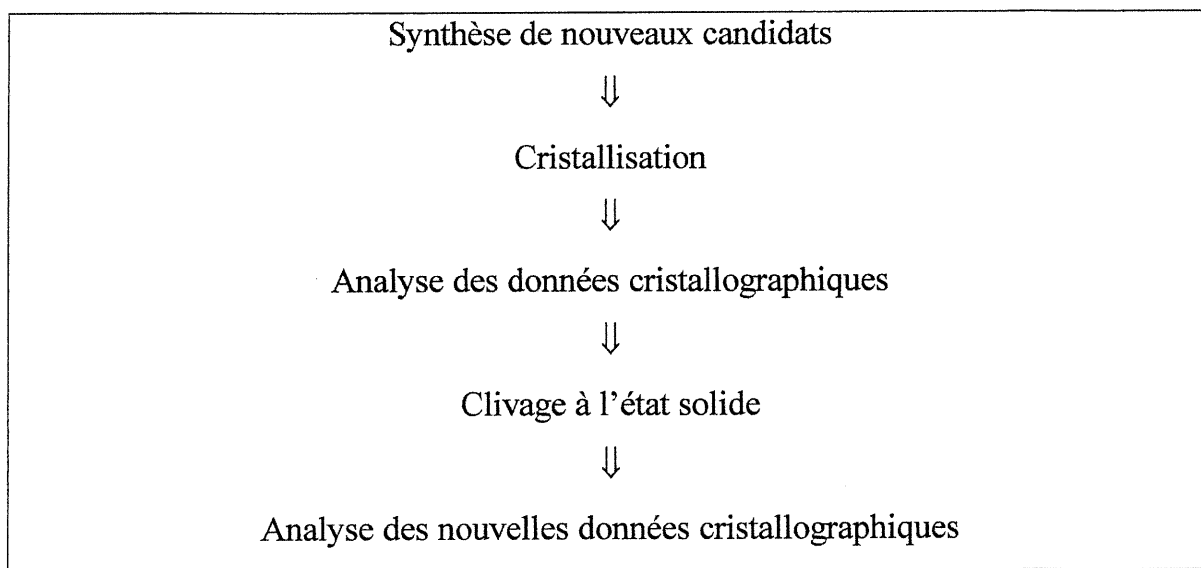 Synthèse de nouveaux candidats
⇓
Cristallisation
⇓
Analyse des données cristallographiques
⇓
Clivage à l'état solide
⇓
Analyse des nouvelles données cristallographiques